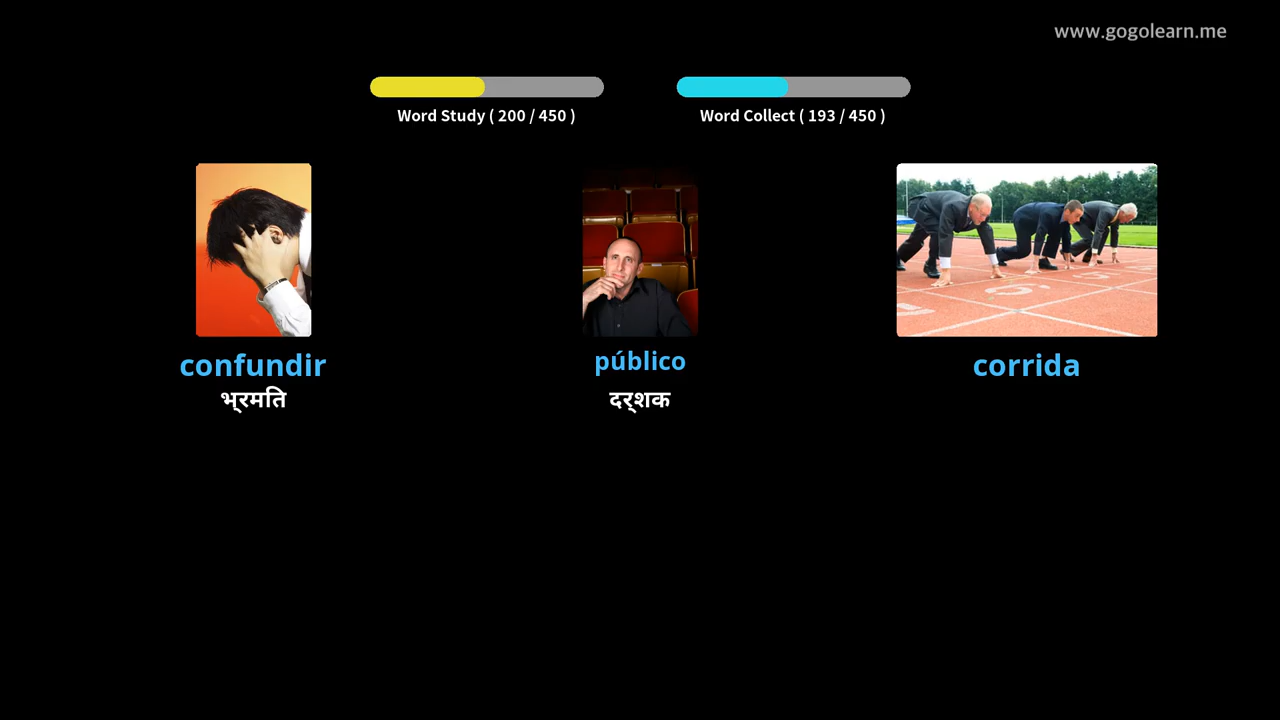 www.gogolearn.me
Word Study ( 200 / 450 )
Word Collect ( 193 / 450 )
confundir
público
corrida
भ्रमति
दर्शक